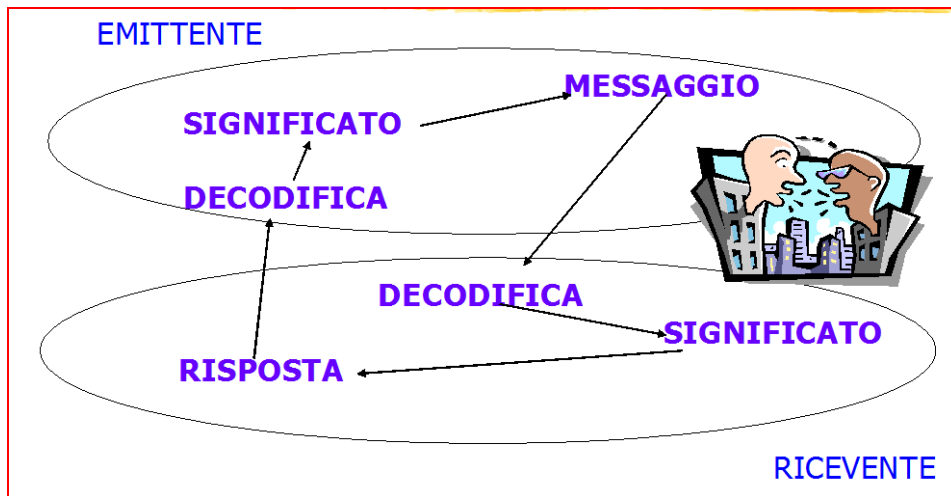 EMITTENTE
MESSAGGIO
SIGNIFICATO
DECODIFICA
DECODIFICA
SIGNIFICATO
RISPOSTA
RICEVENTE